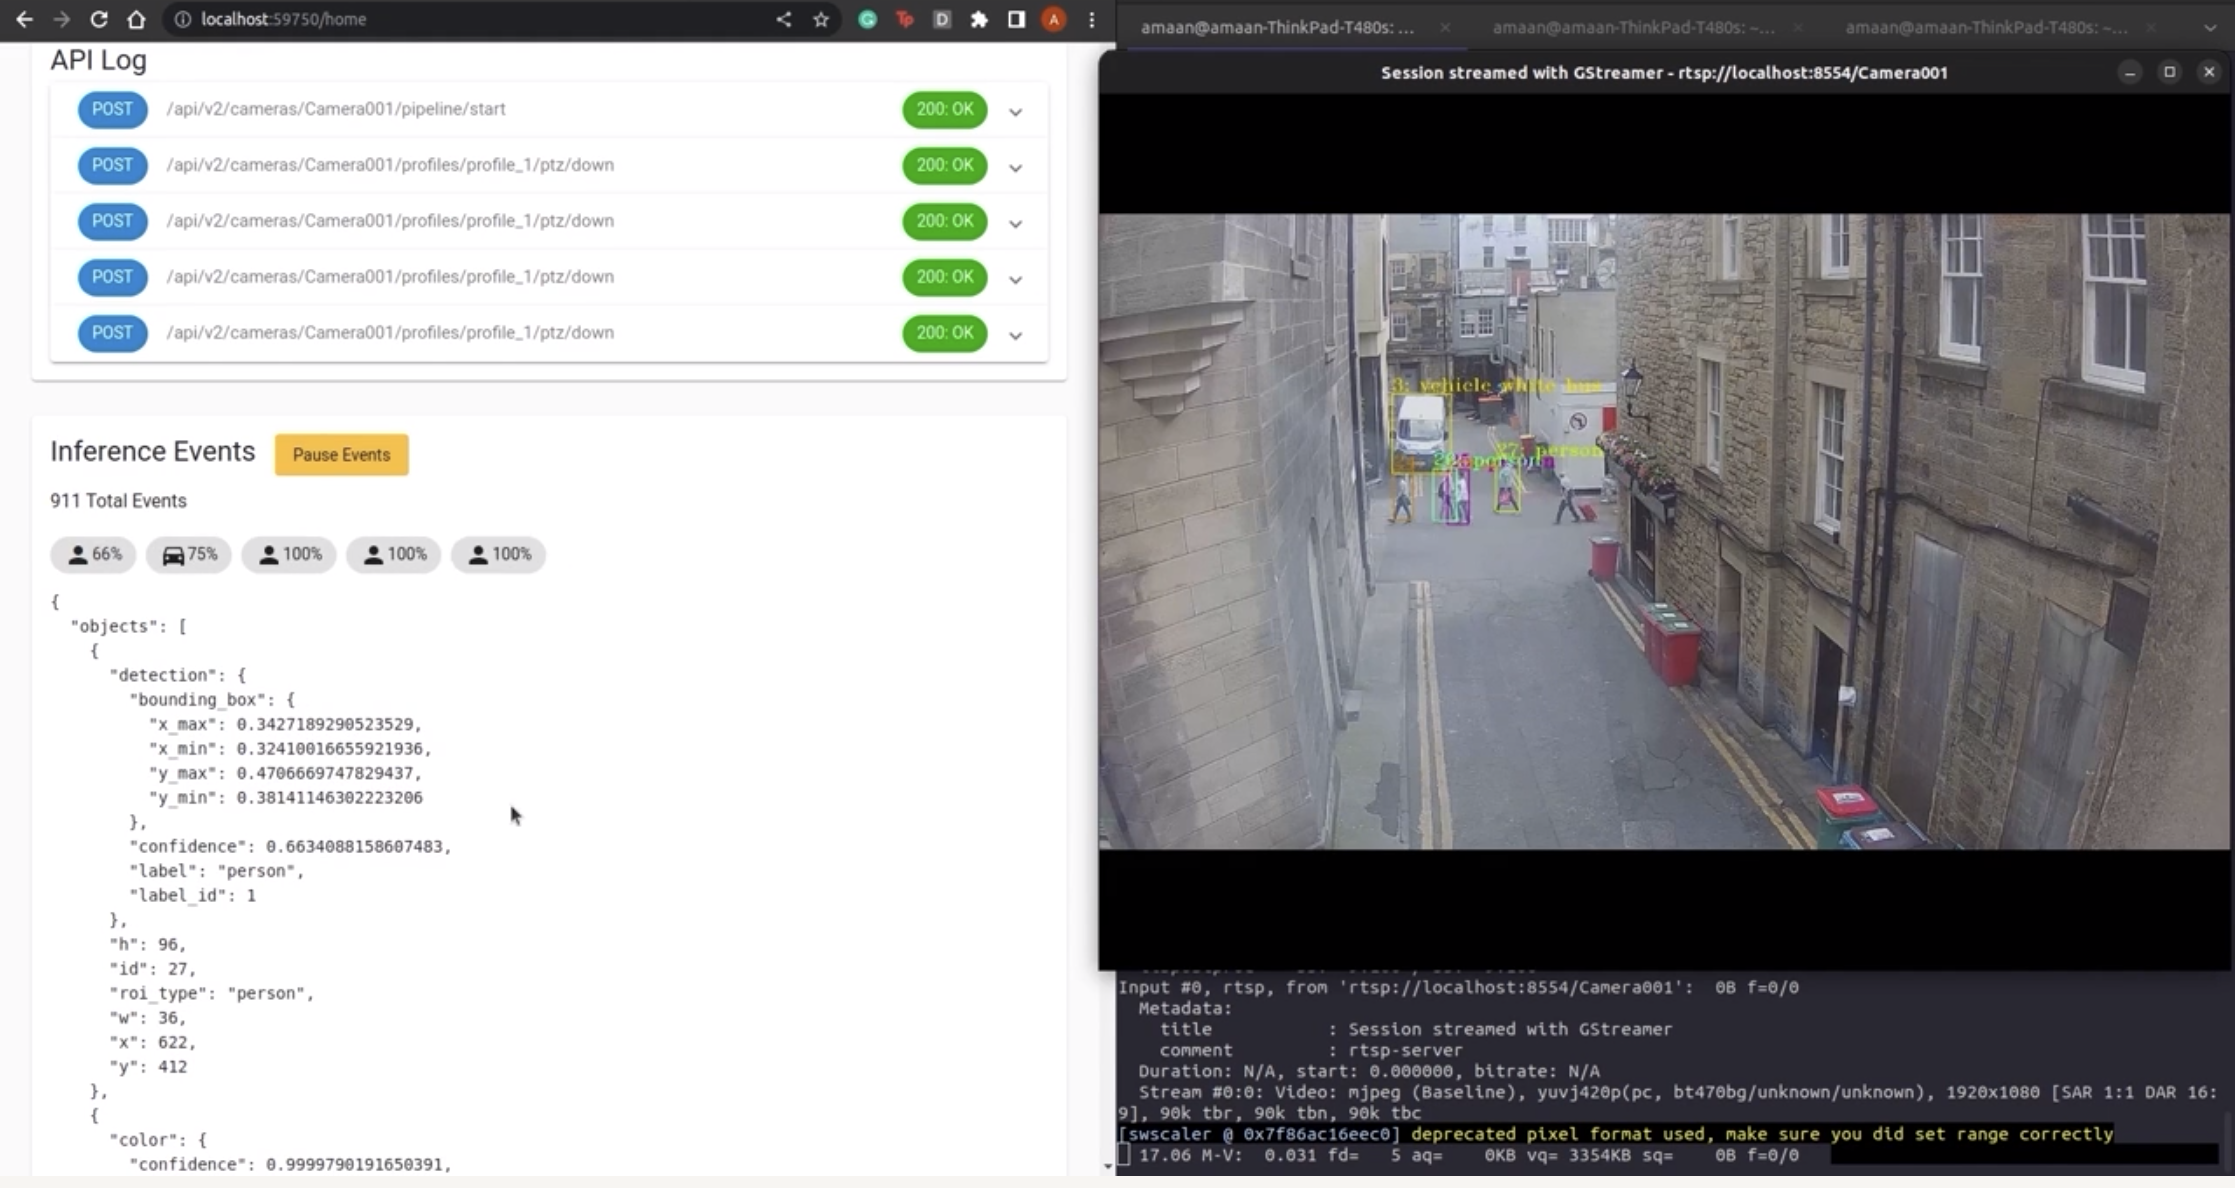 localhost:59750/home
A
API Log
POST /api/v2/cameras/Camera001/pipeline/start 200: OK
POST /api/v2/cameras/Camera001/profiles/profile_1/ptz/down 200: OK
POST /api/v2/cameras/Camera001/profiles/profile_1/ptz/down 200: OK
POST /api/v2/cameras/Camera001/profiles/profile_1/ptz/down 200: OK
POST /api/v2/cameras/Camera001/profiles/profile_1/ptz/down 200: OK
Inference Events Pause Events
911 Total Events
66% 75% 100% 100% 100%
{
"objects": [
{
"detection": {
"bounding_box": {
"x_max": 0.3427189290523529,
"x_min": 0.32410016655921936,
"y_max": 0.4706669747829437,
"y_min": 0.38141146302223206
},
"confidence": 0.6634088158607483,
"label": "person",
"label_id": 1
},
"h": 96,
"id": 27,
"roi_type": "person",
"w": 36,
"x": 622,
"y": 412
},
{
"color": {
"confidence": 0.9999790191650391,
amaan@amaan-ThinkPad-T480s: ... amaan@amaan-ThinkPad-T480s: ~... amaan@amaan-ThinkPad-T480s: ~...
Session streamed with GStreamer - rtsp://localhost:8554/Camera001
3: vehicle white bus
27: person
Input #0, rtsp, from 'rtsp://localhost:8554/Camera001': 0B f=0/0
Metadata:
title : Session streamed with GStreamer
comment : rtsp-server
Duration: N/A, start: 0.000000, bitrate: N/A
Stream #0:0: Video: mjpeg (Baseline), yuvj420p(pc, bt470bg/unknown/unknown), 1920x1080 [SAR 1:1 DAR 16:
9], 90k tbr, 90k tbn, 90k tbc
[swscaler @ 0x7f86ac16eec0] deprecated pixel format used, make sure you did set range correctly
17.06 M-V: 0.031 fd= 5 aq= 0KB vq= 3354KB sq= 0B f=0/0